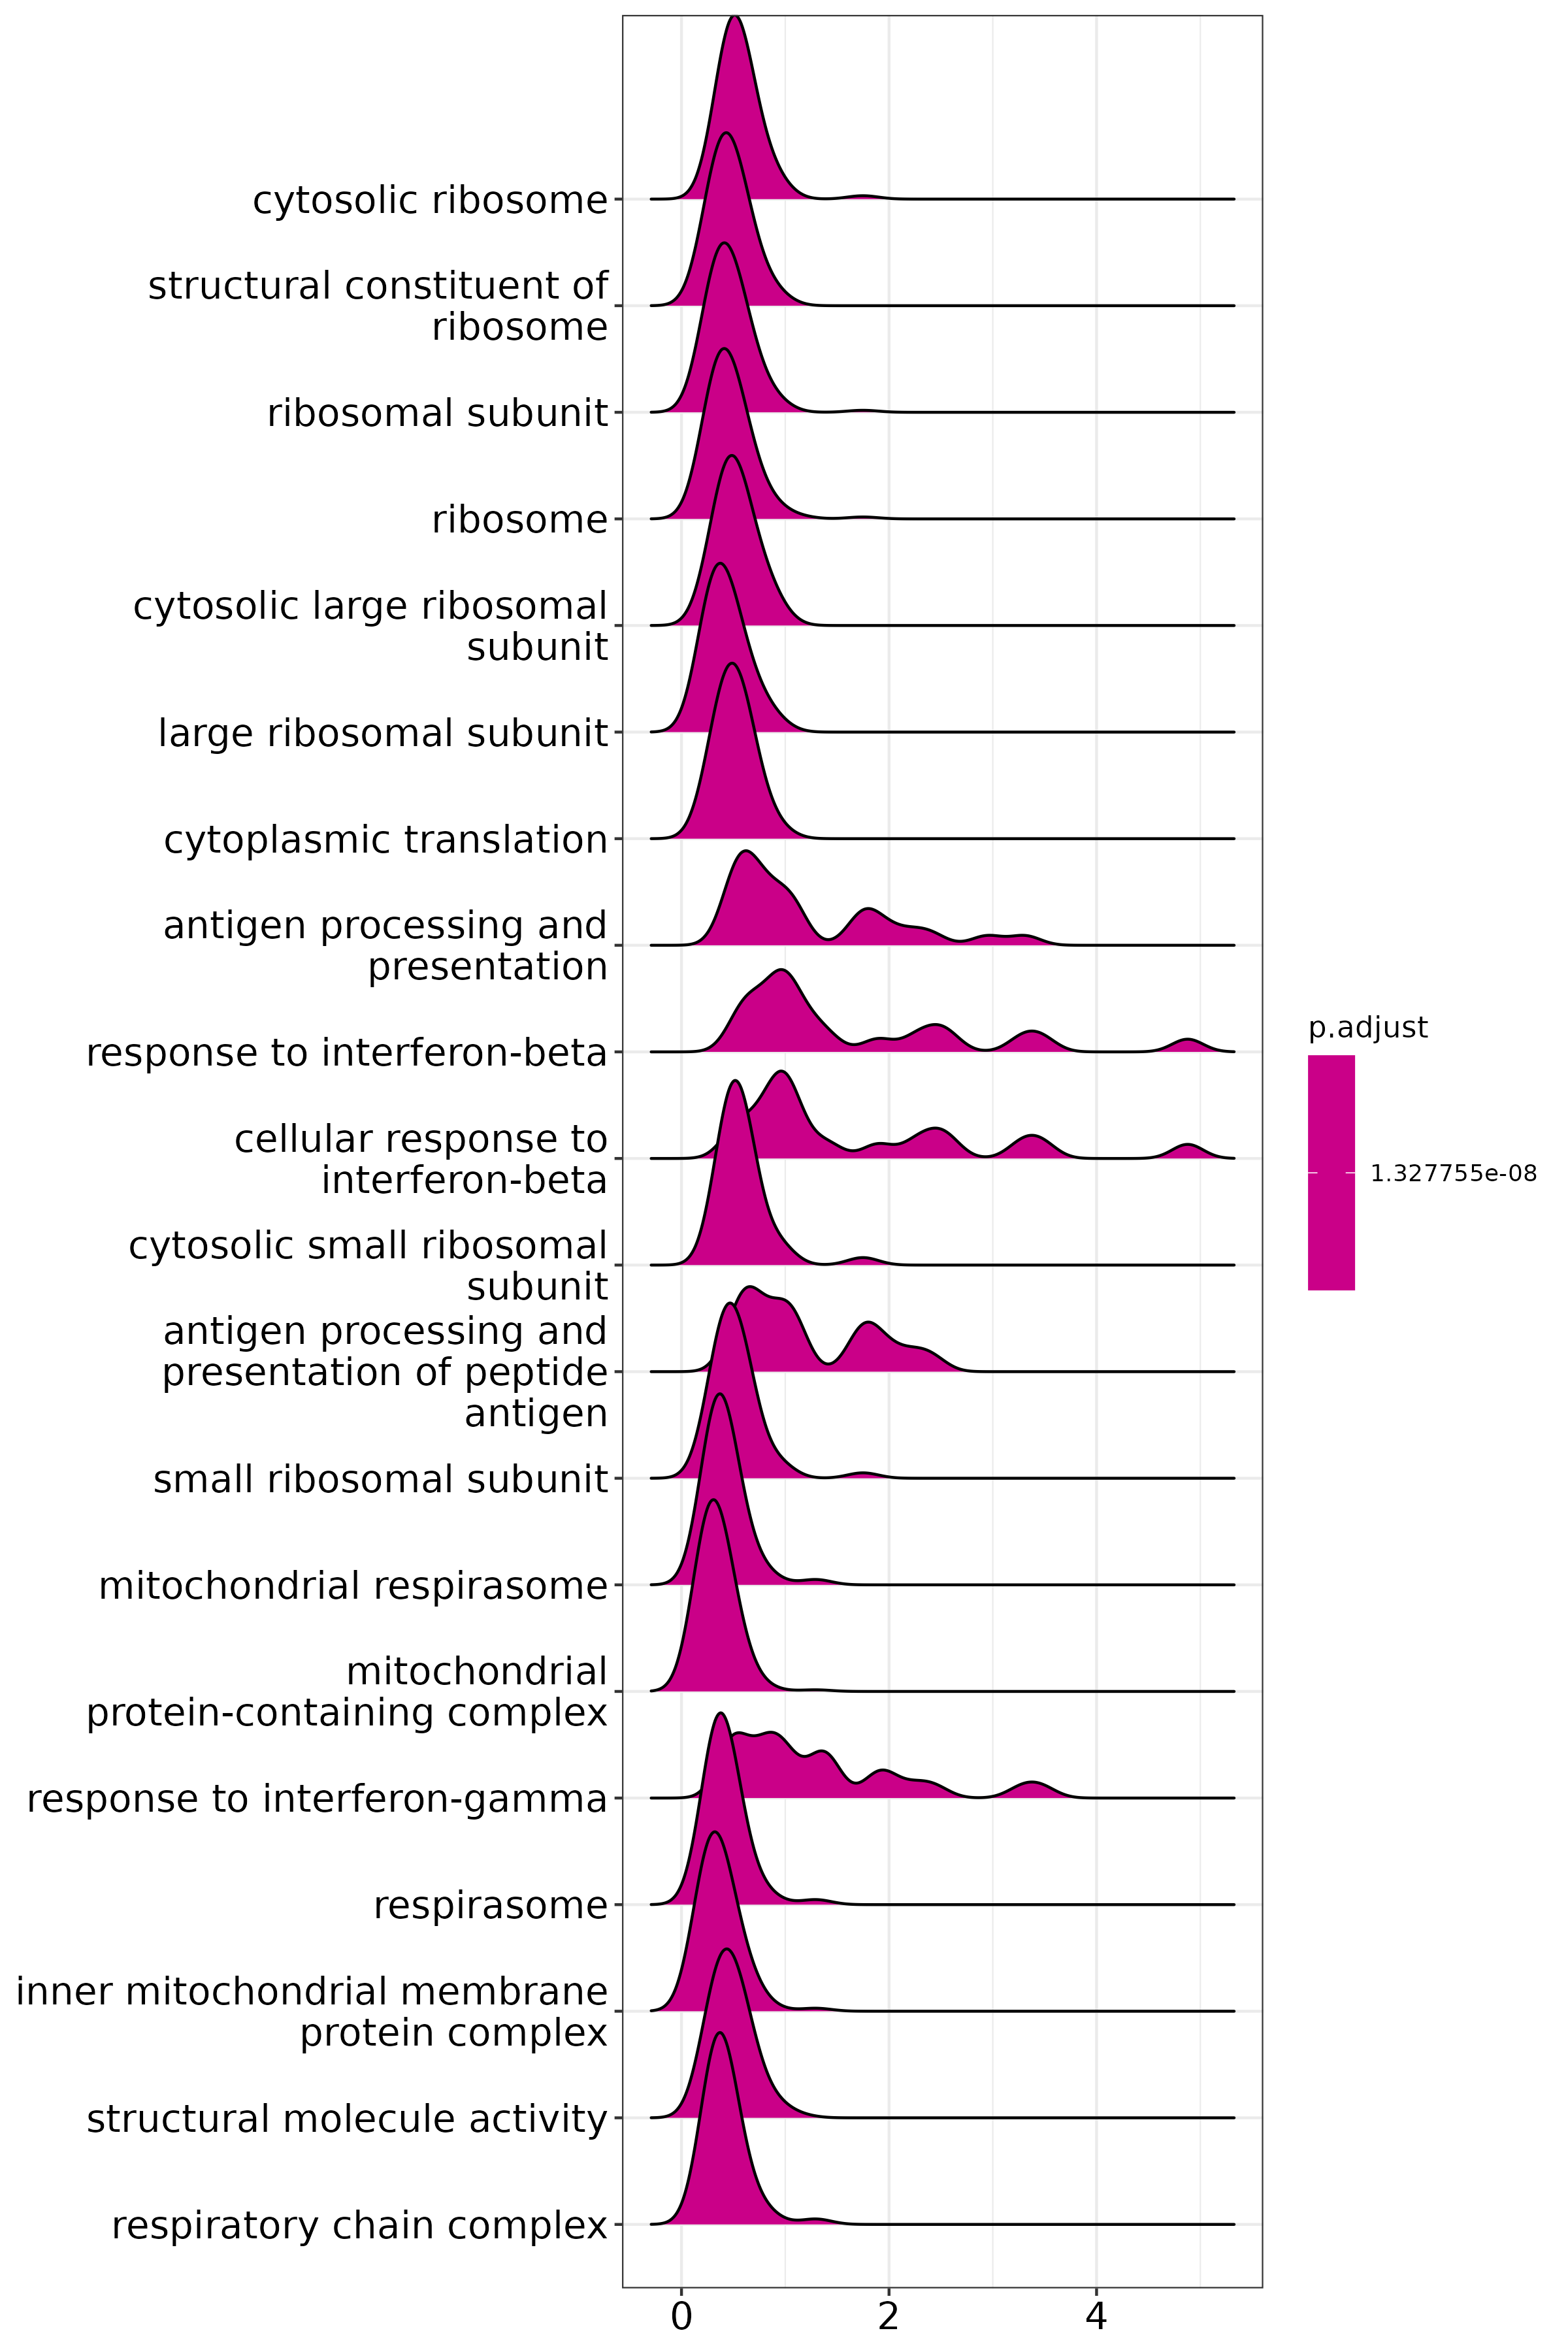 cytosolic ribosome
structural constituent of
ribosome
ribosomal subunit
ribosome
cytosolic large ribosomal
subunit
large ribosomal subunit
cytoplasmic translation
antigen processing and
presentation
response to interferon-beta
cellular response to
interferon-beta
cytosolic small ribosomal
subunit
antigen processing and
presentation of peptide
antigen
small ribosomal subunit
mitochondrial respirasome
mitochondrial
protein-containing complex
response to interferon-gamma
respirasome
inner mitochondrial membrane
protein complex
structural molecule activity
respiratory chain complex
0 2 4
p.adjust
1.327755e-08